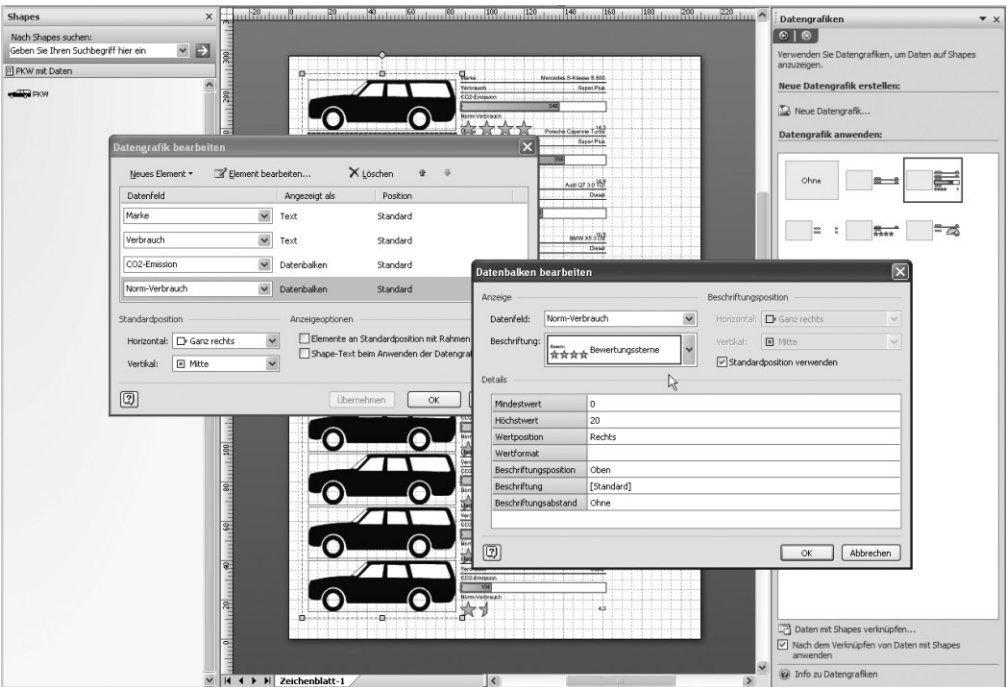 Shapes
Nach Shapes suchen:
Geben Sie Ihren Suchbegriff hier ein
PKW mit Daten
PKW
Marke Mercedes S-Klasse S 600
Verbrauch Super Plus
CO2-Emission
340
Norm-Verbrauch
Porsche Cayenne Turbo
Super Plus
Audi Q7 3.0 TDI
Diesel
BMW X5 3.0d
Diesel
Datengrafik bearbeiten
Neues Element
Element bearbeiten...
Löschen
Datenfeld Angezeigt als Position
Marke Text Standard
Verbrauch Text Standard
CO2-Emission Datenbalken Standard
Norm-Verbrauch Datenbalken Standard
Standardposition
Horizontal: Ganz rechts
Vertikal: Mitte
Anzeigeoptionen
Elemente an Standardposition mit Rahmen
Shape-Text beim Anwenden der Datengraf
Übernehmen
OK
Datenbalken bearbeiten
Anzeige
Datenfeld: Norm-Verbrauch
Beschriftung: Bewertungssterne
Beschriftungsposition
Horizontal: Ganz rechts
Vertikal: Mitte
Standardposition verwenden
Details
Mindestwert 0
Höchstwert 20
Wertposition Rechts
Wertformat
Beschriftungsposition Oben
Beschriftung [Standard]
Beschriftungsabstand Ohne
OK
Abbrechen
CO2-Emission
104
Norm-Verbrauch
4,3
Zeichenblatt-1
Datengrafiken
Verwenden Sie Datengrafiken, um Daten auf Shapes
anzuzeigen.
Neue Datengrafik erstellen:
Neue Datengrafik...
Datengrafik anwenden:
Ohne
Daten mit Shapes verknüpfen...
Nach dem Verknüpfen von Daten mit Shapes
anwenden
Info zu Datengrafiken